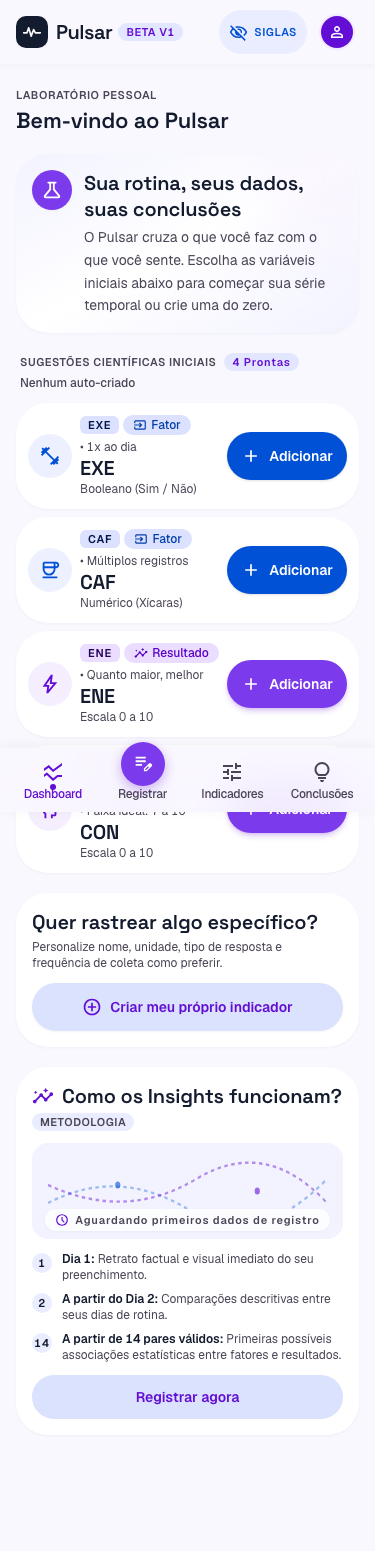 Pulsar BETA V1 SIGLAS
LABORATÓRIO PESSOAL
Bem-vindo ao Pulsar
Sua rotina, seus dados,
suas conclusões
O Pulsar cruza o que você faz com o
que você sente. Escolha as variáveis
iniciais abaixo para começar sua série
temporal ou crie uma do zero.
SUGESTÕES CIENTÍFICAS INICIAIS 4 Prontas
Nenhum auto-criado
EXE Fator
• 1x ao dia
EXE
Booleano (Sim / Não)
Adicionar
CAF Fator
• Múltiplos registros
CAF
Numérico (Xícaras)
Adicionar
ENE Resultado
• Quanto maior, melhor
ENE
Escala 0 a 10
Adicionar
Dashboard Registrar Indicadores Conclusões
• Faixa ideal: 7 a 10
CON
Escala 0 a 10
Adicionar
Quer rastrear algo específico?
Personalize nome, unidade, tipo de resposta e
frequência de coleta como preferir.
Criar meu próprio indicador
Como os Insights funcionam?
METODOLOGIA
Aguardando primeiros dados de registro
1 Dia 1: Retrato factual e visual imediato do seu
preenchimento.
2 A partir do Dia 2: Comparações descritivas entre
seus dias de rotina.
14 A partir de 14 pares válidos: Primeiras possíveis
associações estatísticas entre fatores e resultados.
Registrar agora